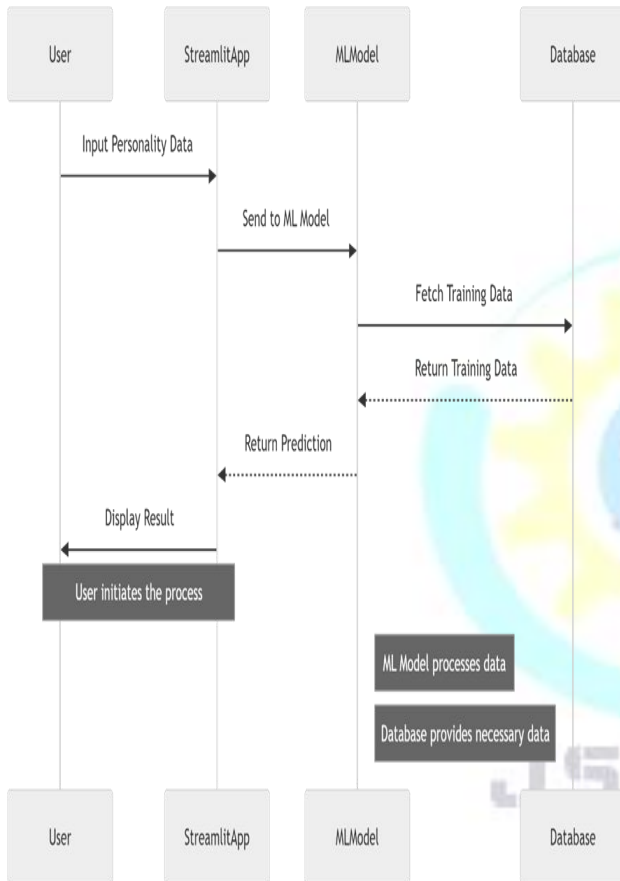 User StreamlitApp MLModel Database
Input Personality Data
Send to ML Model
Fetch Training Data
Return Training Data
Return Prediction
Display Result
User initiates the process
ML Model processes data
Database provides necessary data
User StreamlitApp MLModel Database